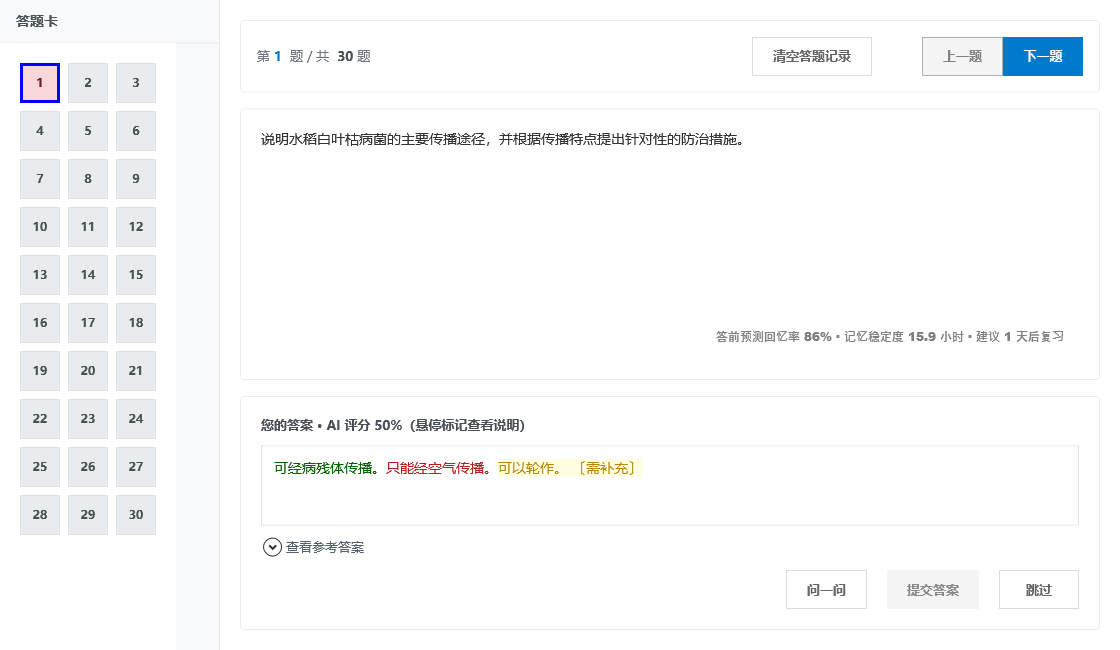 答题卡
1 2 3
4 5 6
7 8 9
10 11 12
13 14 15
16 17 18
19 20 21
22 23 24
25 26 27
28 29 30
第 1 题 / 共 30 题
清空答题记录
上一题
下一题
说明水稻白叶枯病菌的主要传播途径，并根据传播特点提出针对性的防治措施。
答前预测回忆率 86% • 记忆稳定度 15.9 小时 • 建议 1 天后复习
您的答案 • AI 评分 50%（悬停标记查看说明）
可经病残体传播。只能经空气传播。可以轮作。〔需补充〕
查看参考答案
问一问
提交答案
跳过